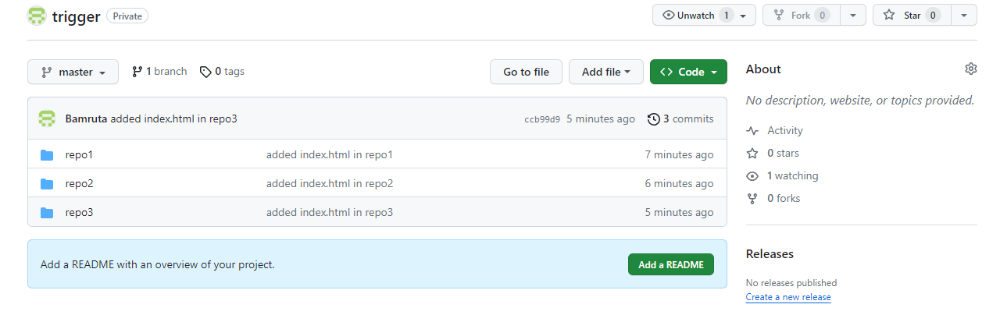 trigger Private Unwatch 1 Fork 0 Star 0
master 1 branch 0 tags Go to file Add file Code
Bamruta added index.html in repo3 ccb99d9 5 minutes ago 3 commits
repo1 added index.html in repo1 7 minutes ago
repo2 added index.html in repo2 6 minutes ago
repo3 added index.html in repo3 5 minutes ago
Add a README with an overview of your project. Add a README
About
No description, website, or topics provided.
Activity
0 stars
1 watching
0 forks
Releases
No releases published
Create a new release